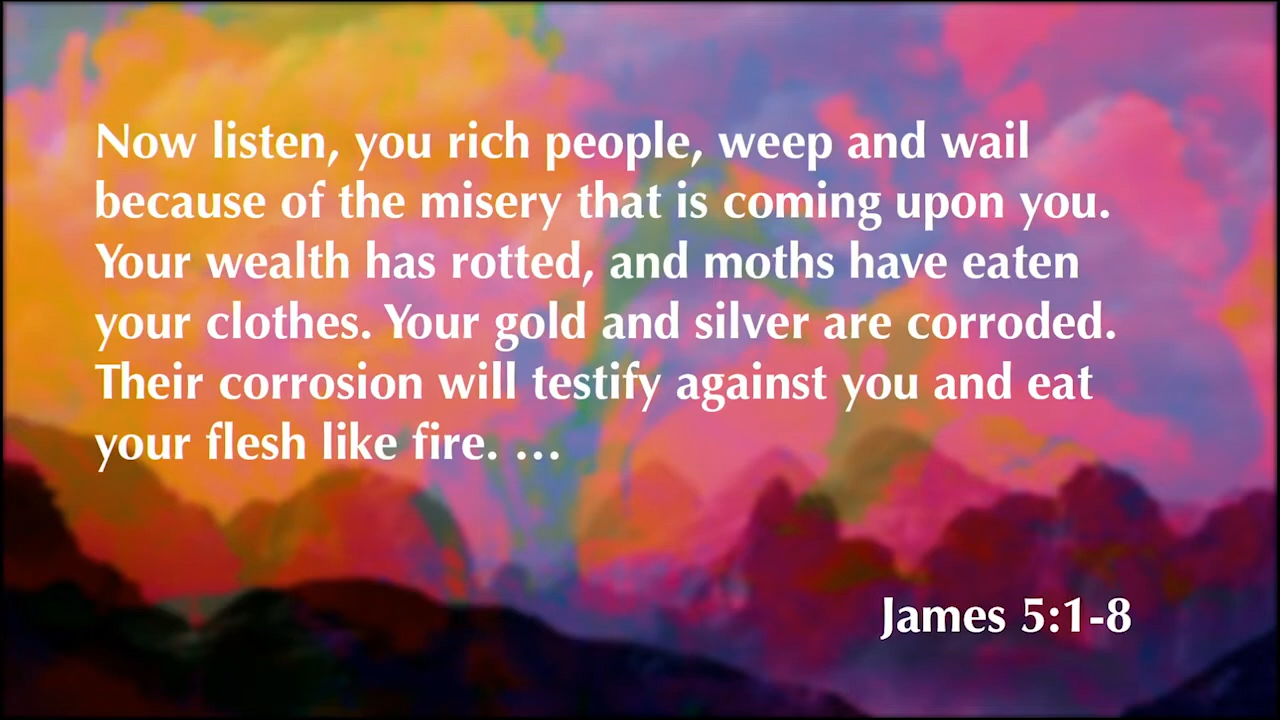 Now listen, you rich people, weep and wail
because of the misery that is coming upon you.
Your wealth has rotted, and moths have eaten
your clothes. Your gold and silver are corroded.
Their corrosion will testify against you and eat
your flesh like fire. …
James 5:1-8